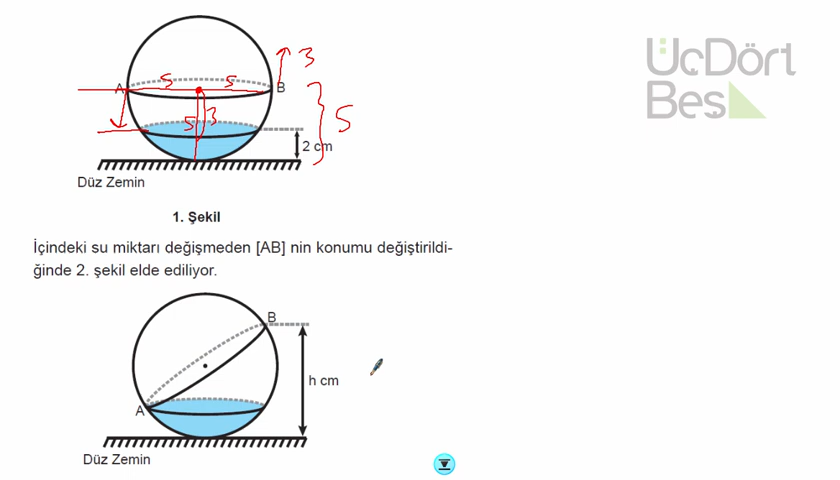 ÜçDört
Beş
3
5 5
A B
5 3
5
2 cm
Düz Zemin
1. Şekil
İçindeki su miktarı değişmeden [AB] nin konumu değiştirildi-
ğinde 2. şekil elde ediliyor.
B
h cm
A
Düz Zemin